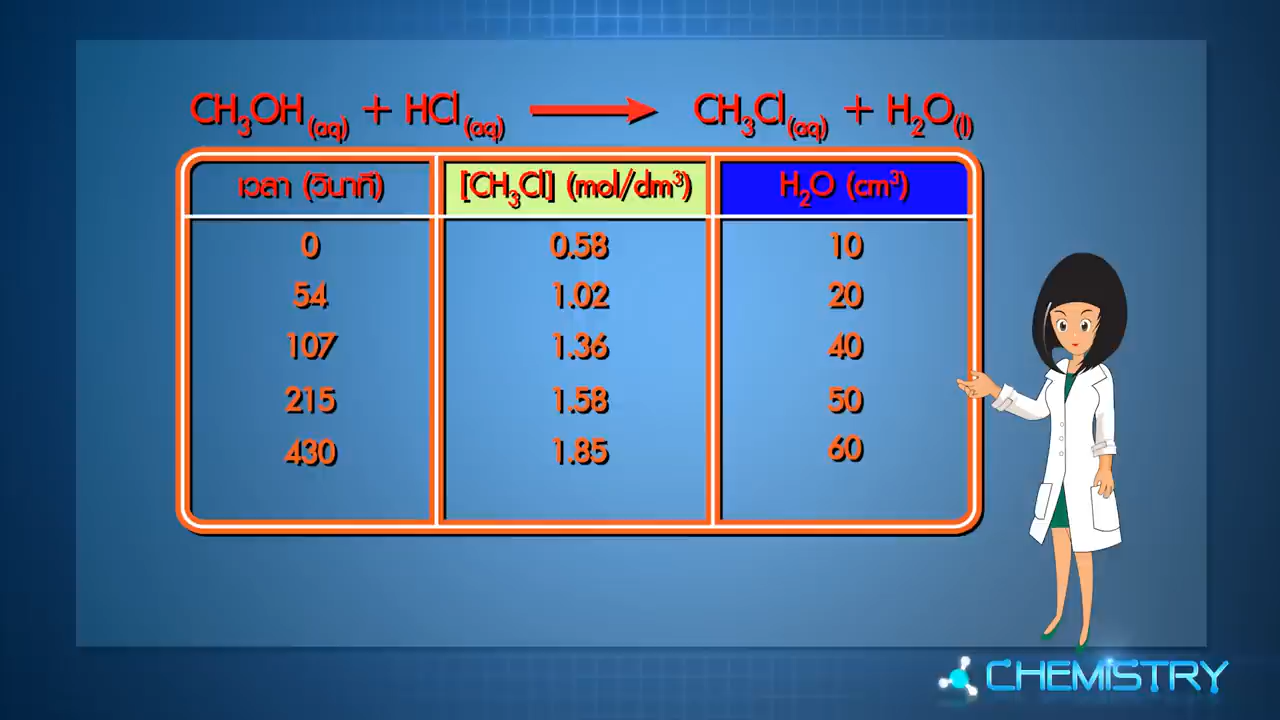 CH₃OH(aq) + HCl(aq) → CH₃Cl(aq) + H₂O(l)
เวลา (วินาที) [CH₃Cl] (mol/dm³) H₂O (cm³)
0 0.58 10
54 1.02 20
107 1.36 40
215 1.58 50
430 1.85 60
CHEMISTRY